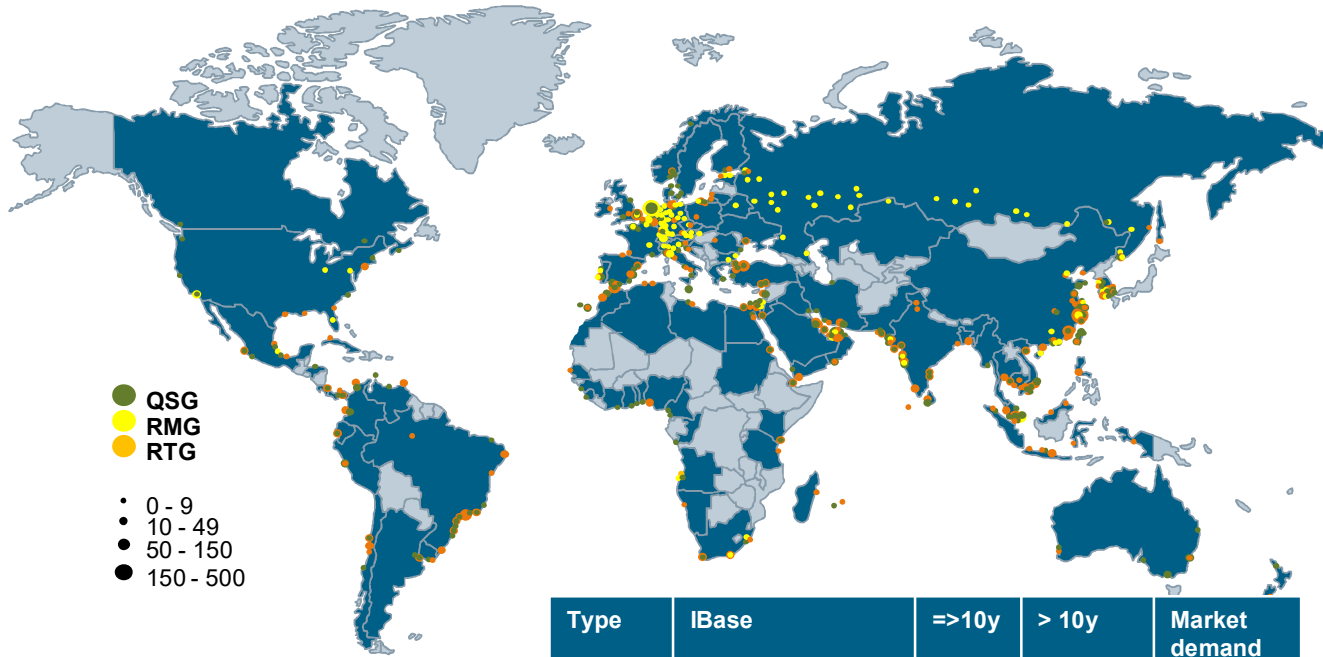 QSG
RMG
RTG
0 - 9
10 - 49
50 - 150
150 - 500
Type IBase =>10y > 10y Market
demand